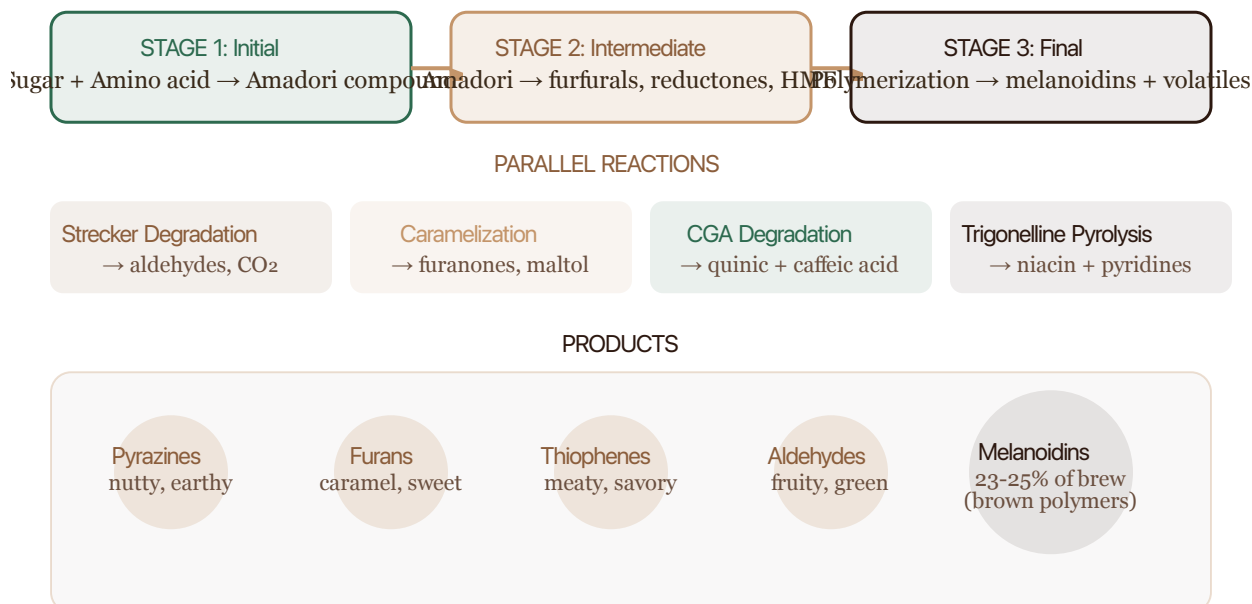 STAGE 1: Initial
Sugar + Amino acid → Amadori compound
STAGE 2: Intermediate
Amadori → furfurals, reductones, HMF
STAGE 3: Final
Polymerization → melanoidins + volatiles
PARALLEL REACTIONS
Strecker Degradation
→ aldehydes, CO2
Caramelization
→ furanones, maltol
CGA Degradation
→ quinic + caffeic acid
Trigonelline Pyrolysis
→ niacin + pyridines
PRODUCTS
Pyrazines
nutty, earthy
Furans
caramel, sweet
Thiophenes
meaty, savory
Aldehydes
fruity, green
Melanoidins
23-25% of brew
(brown polymers)